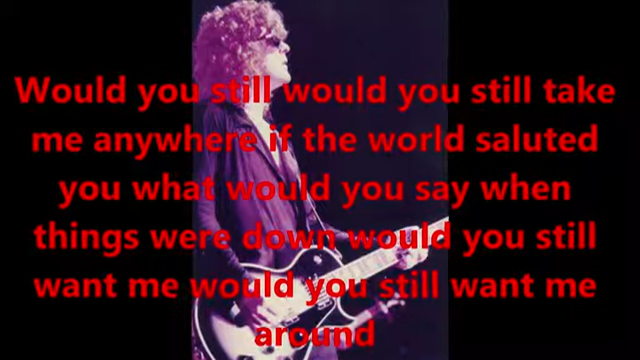 Would you still would you still take
me anywhere if the world saluted
you what would you say when
things were down would you still
want me would you still want me
around